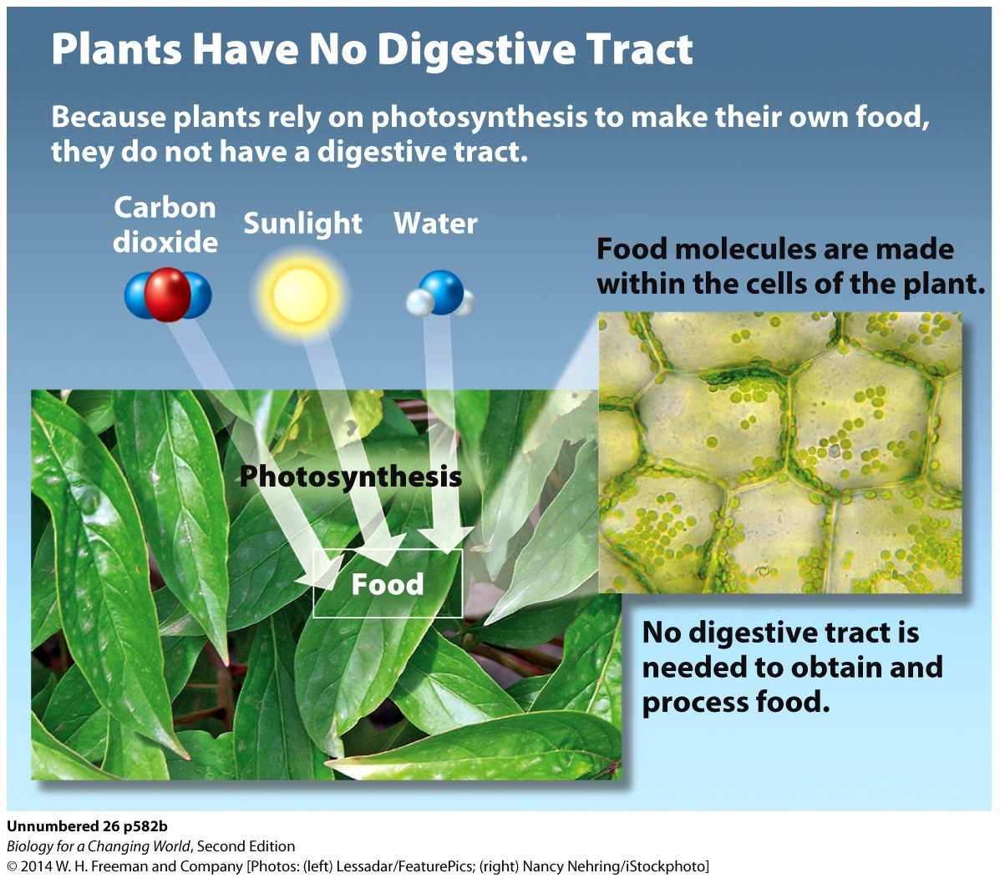 Plants Have No Digestive Tract
Because plants rely on photosynthesis to make their own food,
they do not have a digestive tract.
Carbon
dioxide
Sunlight
Water
Food molecules are made
within the cells of the plant.
Photosynthesis
Food
No digestive tract is
needed to obtain and
process food.
Unnumbered 26 p582b
Biology for a Changing World, Second Edition
© 2014 W. H. Freeman and Company [Photos: (left) Lessadar/FeaturePics; (right) Nancy Nehring/iStockphoto]